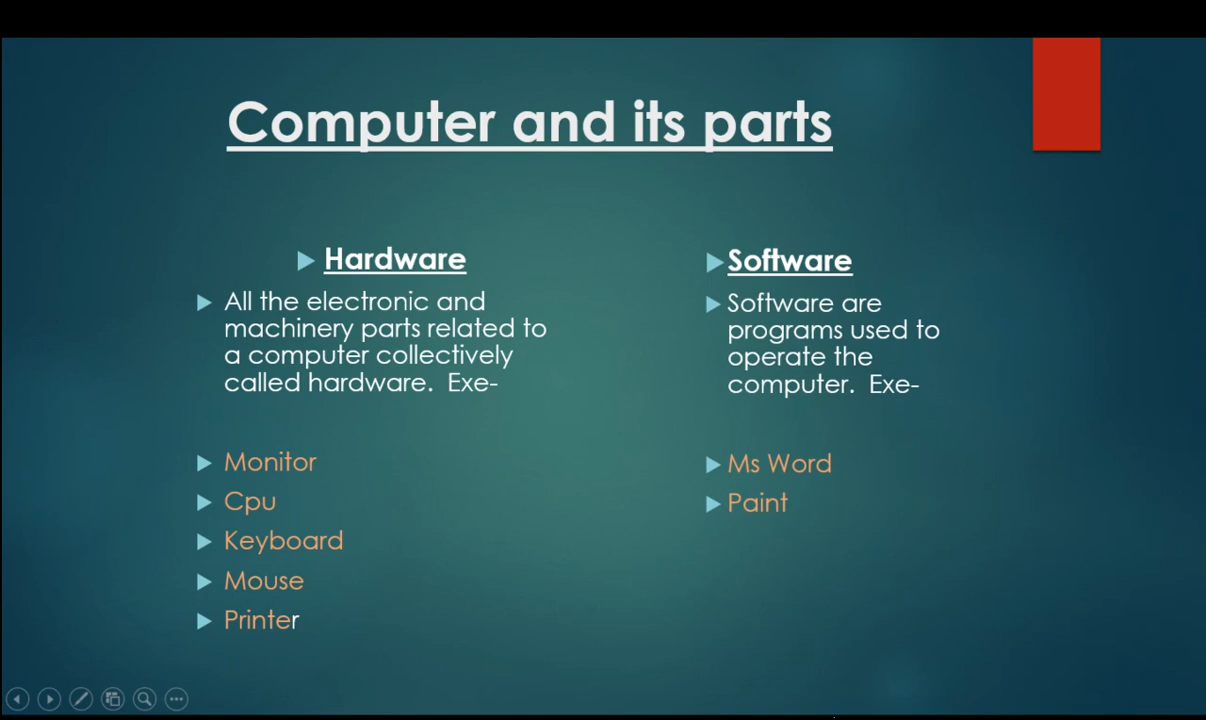 Computer and its parts
Hardware
All the electronic and
machinery parts related to
a computer collectively
called hardware.  Exe-
Monitor
Cpu
Keyboard
Mouse
Printer
Software
Software are
programs used to
operate the
computer.  Exe-
Ms Word
Paint